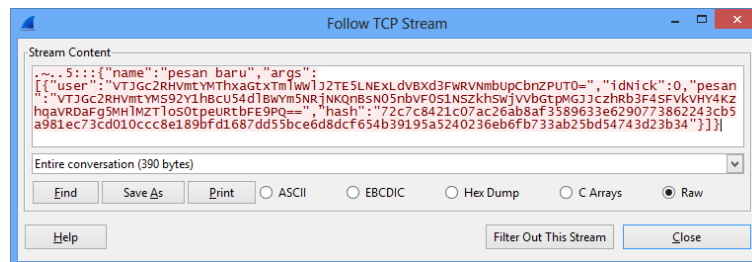 Follow TCP Stream
Stream Content
.~..5:::{"name":"pesan baru","args":
[{"user":"VTJGc2RHVmtYMThxaGtxTmlWWlJ2TE5LNExLdVBXd3FWRVNmbUpCbnZPUT0=","idNick":0,"pesan
":"VTJGc2RHVmtYMS92Y1hBcU54dlBWYm5NRjNKQnBsN05nbVF0S1NSZkhSWjVVbGtpMGJJczhRb3F4SFVkVHY4Kz
hqaVRDaFg5MHlMZTloS0tpeURtbFE9PQ==","hash":"72c7c8421c07ac26ab8af3589633e6290773862243cb5
a981ec73cd010ccc8e189bfd1687dd55bce6d8dcf654b39195a5240236eb6fb733ab25bd54743d23b34"}]}
Entire conversation (390 bytes)
Find Save As Print ASCII EBCDIC Hex Dump C Arrays Raw
Help Filter Out This Stream Close